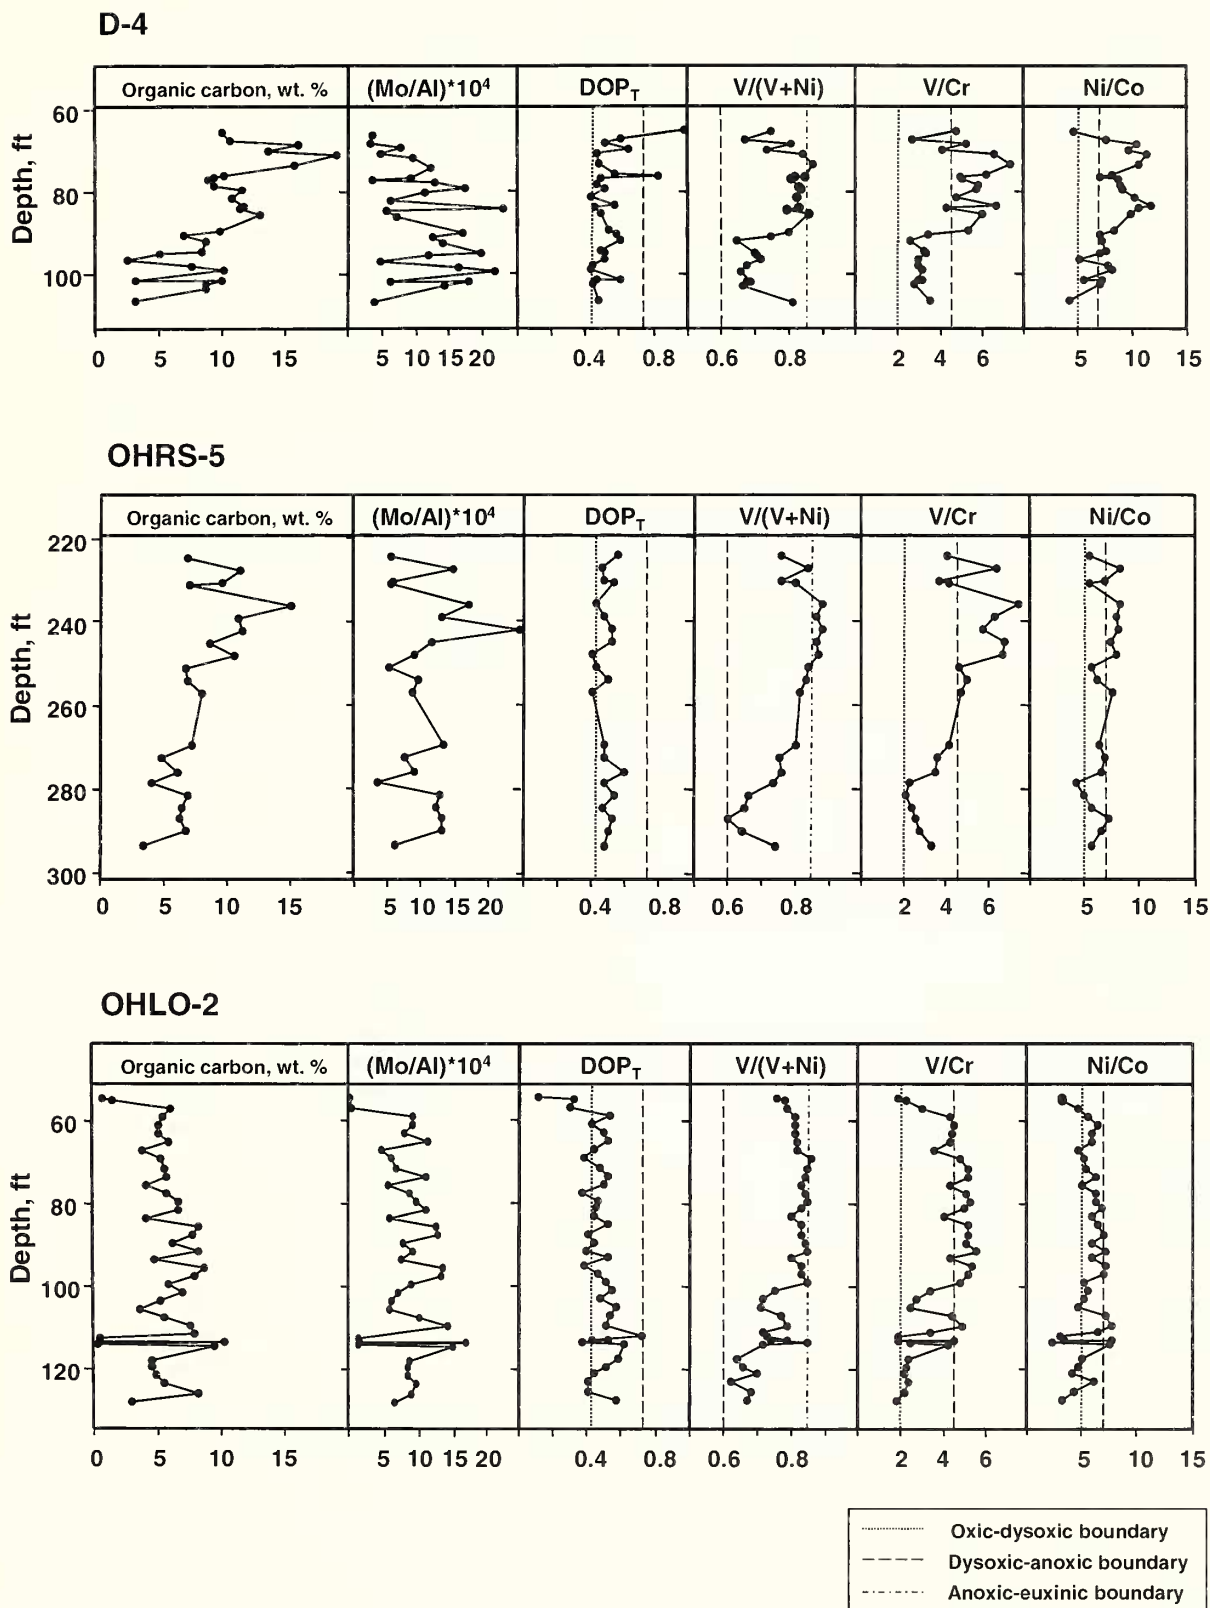 D-4
Organic carbon, wt. % (Mo/Al)*10⁴ DOP_T V/(V+Ni) V/Cr Ni/Co
60
80
100
Depth, ft
0 5 10 15 5 10 15 20 0.4 0.8 0.6 0.8 2 4 6 5 10 15
OHRS-5
Organic carbon, wt. % (Mo/Al)*10⁴ DOP_T V/(V+Ni) V/Cr Ni/Co
220
240
260
280
300
Depth, ft
0 5 10 15 5 10 15 20 0.4 0.8 0.6 0.8 2 4 6 5 10 15
OHLO-2
Organic carbon, wt. % (Mo/Al)*10⁴ DOP_T V/(V+Ni) V/Cr Ni/Co
60
80
100
120
Depth, ft
0 5 10 15 5 10 15 20 0.4 0.8 0.6 0.8 2 4 6 5 10 15
Oxic-dysoxic boundary
Dysoxic-anoxic boundary
Anoxic-euxinic boundary